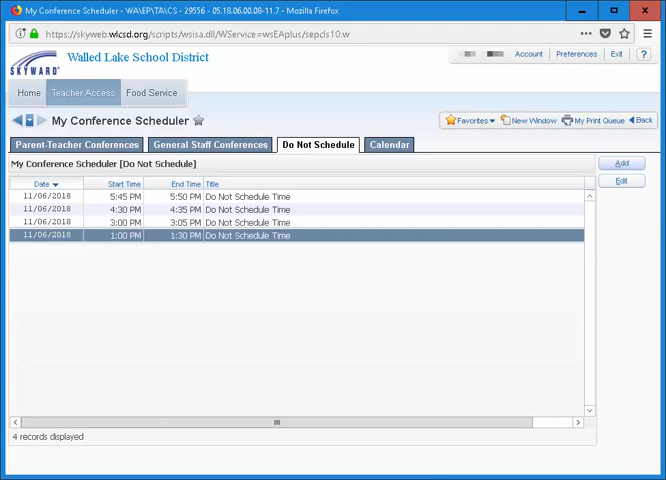 My Conference Scheduler - WA\EP\TA\CS - 29556 - 05.18.06.00.08-11.7 - Mozilla Firefox
https://skyweb.wlcsd.org/scripts/wsisa.dll/WService=wsEAplus/sepcls10.w
SKYWARD
Walled Lake School District
Account Preferences Exit ?
Home Teacher Access Food Service
My Conference Scheduler
Favorites New Window My Print Queue Back
Parent-Teacher Conferences General Staff Conferences Do Not Schedule Calendar
My Conference Scheduler [Do Not Schedule]
Add
Edit
Date Start Time End Time Title
11/06/2018 5:45 PM 5:50 PM Do Not Schedule Time
11/06/2018 4:30 PM 4:35 PM Do Not Schedule Time
11/06/2018 3:00 PM 3:05 PM Do Not Schedule Time
11/06/2018 1:00 PM 1:30 PM Do Not Schedule Time
4 records displayed